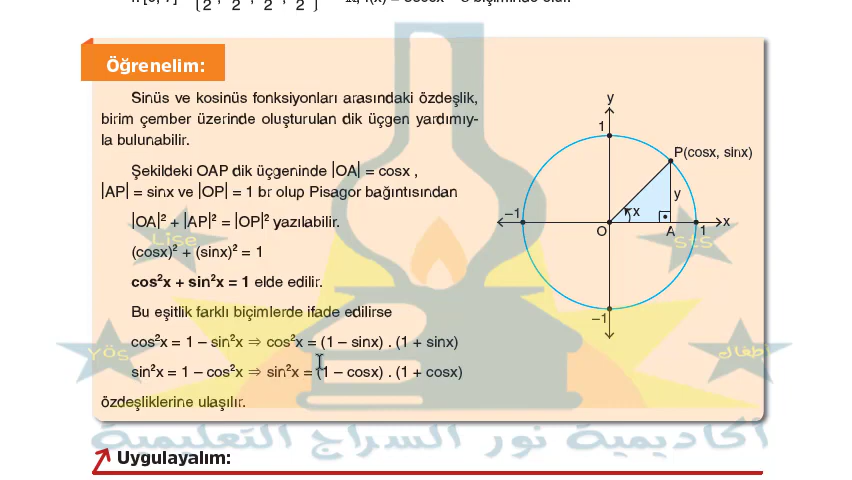 Öğrenelim:
Sinüs ve kosinüs fonksiyonları arasındaki özdeşlik,
birim çember üzerinde oluşturulan dik üçgen yardımıy-
la bulunabilir.
Şekildeki OAP dik üçgeninde |OA| = cosx ,
|AP| = sinx ve |OP| = 1 br olup Pisagor bağıntısından
|OA|² + |AP|² = |OP|² yazılabilir.
(cosx)² + (sinx)² = 1
cos²x + sin²x = 1 elde edilir.
Bu eşitlik farklı biçimlerde ifade edilirse
cos²x = 1 – sin²x ⇒ cos²x = (1 – sinx) . (1 + sinx)
sin²x = 1 – cos²x ⇒ sin²x = (1 – cosx) . (1 + cosx)
özdeşliklerine ulaşılır.
y
1
P(cosx, sinx)
y
x
–1
O
A
1
x
–1
Lise
sts
Yös
اطفال
أكاديمية نور السراج التعليمية
Uygulayalım: